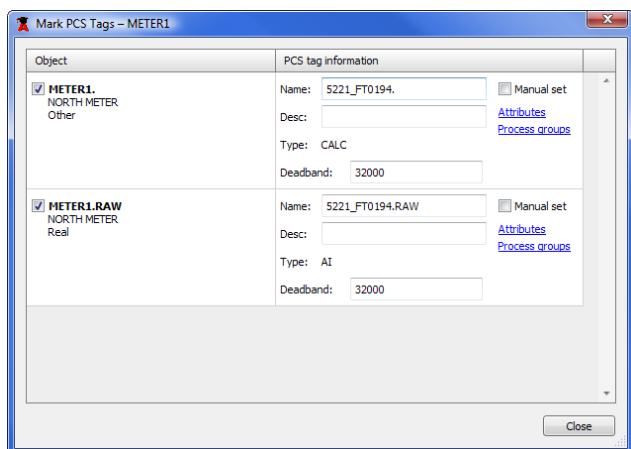 Mark PCS Tags – METER1
Object PCS tag information
METER1. Name: 5221_FT0194. Manual set
NORTH METER
Other Desc: Attributes
Process groups
Type: CALC
Deadband: 32000
METER1.RAW Name: 5221_FT0194.RAW Manual set
NORTH METER
Real Desc: Attributes
Process groups
Type: AI
Deadband: 32000
Close